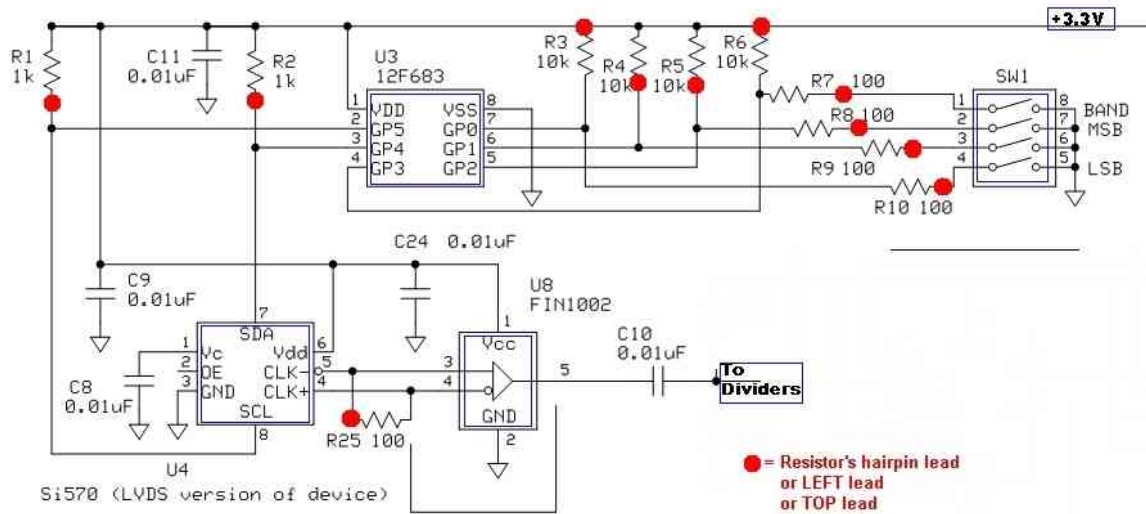 +3.3V
R1
1k
C11
0.01uF
R2
1k
U3
12F683
R3
10k
R4
10k
R5
10k
R6
10k
R7 100
R8 100
R9 100
R10 100
SW1
1
2
3
4
8
7
6
5
BAND
MSB
LSB
1
2
3
4
VDD
GP5
GP4
GP3
VSS
GP0
GP1
GP2
8
7
6
5
C9
0.01uF
C24 0.01uF
U8
FIN1002
1
Vcc
3
4
5
GND
2
C10
0.01uF
To
Dividers
7
SDA
1
2
3
Vc
OE
GND
Vdd
CLK-
CLK+
6
5
4
SCL
8
C8
0.01uF
R25 100
U4
Si570 (LVDS version of device)
= Resistor's hairpin lead
or LEFT lead
or TOP lead